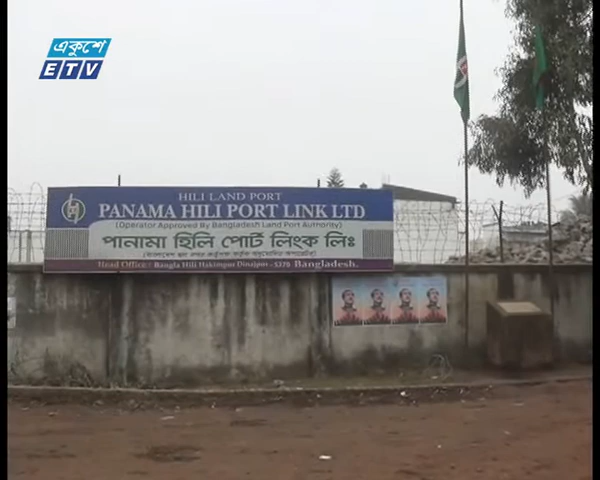 একুশে
ETV
HILI LAND PORT
PANAMA HILI PORT LINK LTD
(Operator Approved By Bangladesh Land Port Authority)
পানামা হিলি পোর্ট লিংক লিঃ
Head Office: Bangla Hili Hakimpur Dinajpur - 5270 Bangladesh.